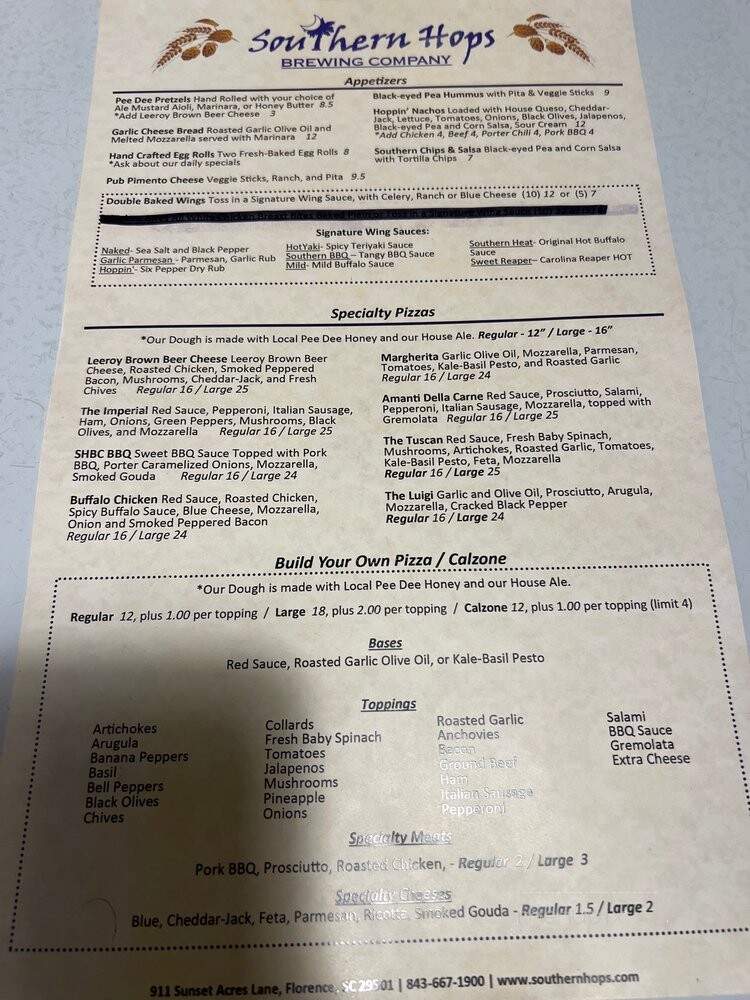 Southern Hops
BREWING COMPANY
Appetizers
Pee Dee Pretzels Hand Rolled with your choice of
Ale Mustard Aioli, Marinara, or Honey Butter 8.5
*Add Leeroy Brown Beer Cheese 3
Garlic Cheese Bread Roasted Garlic Olive Oil and
Melted Mozzarella served with Marinara 12
Hand Crafted Egg Rolls Two Fresh-Baked Egg Rolls 8
*Ask about our daily specials
Pub Pimento Cheese Veggie Sticks, Ranch, and Pita 9.5
Black-eyed Pea Hummus with Pita & Veggie Sticks 9
Hoppin' Nachos Loaded with House Queso, Cheddar-
Jack, Lettuce, Tomatoes, Onions, Black Olives, Jalapenos,
Black-eyed Pea and Corn Salsa, Sour Cream 12
*Add Chicken 4, Beef 4, Porter Chili 4, Pork BBQ 4
Southern Chips & Salsa Black-eyed Pea and Corn Salsa
with Tortilla Chips 7
Double Baked Wings Toss in a Signature Wing Sauce, with Celery, Ranch or Blue Cheese (10) 12 or (5) 7
Signature Wing Sauces:
Naked- Sea Salt and Black Pepper
Garlic Parmesan - Parmesan, Garlic Rub
Hoppin'- Six Pepper Dry Rub
HotYaki- Spicy Teriyaki Sauce
Southern BBQ – Tangy BBQ Sauce
Mild- Mild Buffalo Sauce
Southern Heat- Original Hot Buffalo
Sauce
Sweet Reaper– Carolina Reaper HOT
Specialty Pizzas
*Our Dough is made with Local Pee Dee Honey and our House Ale. Regular - 12” / Large - 16”
Leeroy Brown Beer Cheese Leeroy Brown Beer
Cheese, Roasted Chicken, Smoked Peppered
Bacon, Mushrooms, Cheddar-Jack, and Fresh
Chives Regular 16 / Large 25
The Imperial Red Sauce, Pepperoni, Italian Sausage,
Ham, Onions, Green Peppers, Mushrooms, Black
Olives, and Mozzarella Regular 16 / Large 25
SHBC BBQ Sweet BBQ Sauce Topped with Pork
BBQ, Porter Caramelized Onions, Mozzarella,
Smoked Gouda Regular 16 / Large 24
Buffalo Chicken Red Sauce, Roasted Chicken,
Spicy Buffalo Sauce, Blue Cheese, Mozzarella,
Onion and Smoked Peppered Bacon
Regular 16 / Large 24
Margherita Garlic Olive Oil, Mozzarella, Parmesan,
Tomatoes, Kale-Basil Pesto, and Roasted Garlic
Regular 16 / Large 24
Amanti Della Carne Red Sauce, Prosciutto, Salami,
Pepperoni, Italian Sausage, Mozzarella, topped with
Gremolata Regular 16 / Large 25
The Tuscan Red Sauce, Fresh Baby Spinach,
Mushrooms, Artichokes, Roasted Garlic, Tomatoes,
Kale-Basil Pesto, Feta, Mozzarella
Regular 16 / Large 25
The Luigi Garlic and Olive Oil, Prosciutto, Arugula,
Mozzarella, Cracked Black Pepper
Regular 16 / Large 24
Build Your Own Pizza / Calzone
*Our Dough is made with Local Pee Dee Honey and our House Ale.
Regular 12, plus 1.00 per topping / Large 18, plus 2.00 per topping / Calzone 12, plus 1.00 per topping (limit 4)
Bases
Red Sauce, Roasted Garlic Olive Oil, or Kale-Basil Pesto
Toppings
Artichokes
Arugula
Banana Peppers
Basil
Bell Peppers
Black Olives
Chives
Collards
Fresh Baby Spinach
Tomatoes
Jalapenos
Mushrooms
Pineapple
Onions
Roasted Garlic
Anchovies
Bacon
Ground Beef
Ham
Italian Sausage
Pepperoni
Salami
BBQ Sauce
Gremolata
Extra Cheese
Specialty Meats
Pork BBQ, Prosciutto, Roasted Chicken, - Regular 2 / Large 3
Specialty Cheeses
Blue, Cheddar-Jack, Feta, Parmesan, Ricotta, Smoked Gouda - Regular 1.5 / Large 2
911 Sunset Acres Lane, Florence, SC 29501 | 843-667-1900 | www.southernhops.com